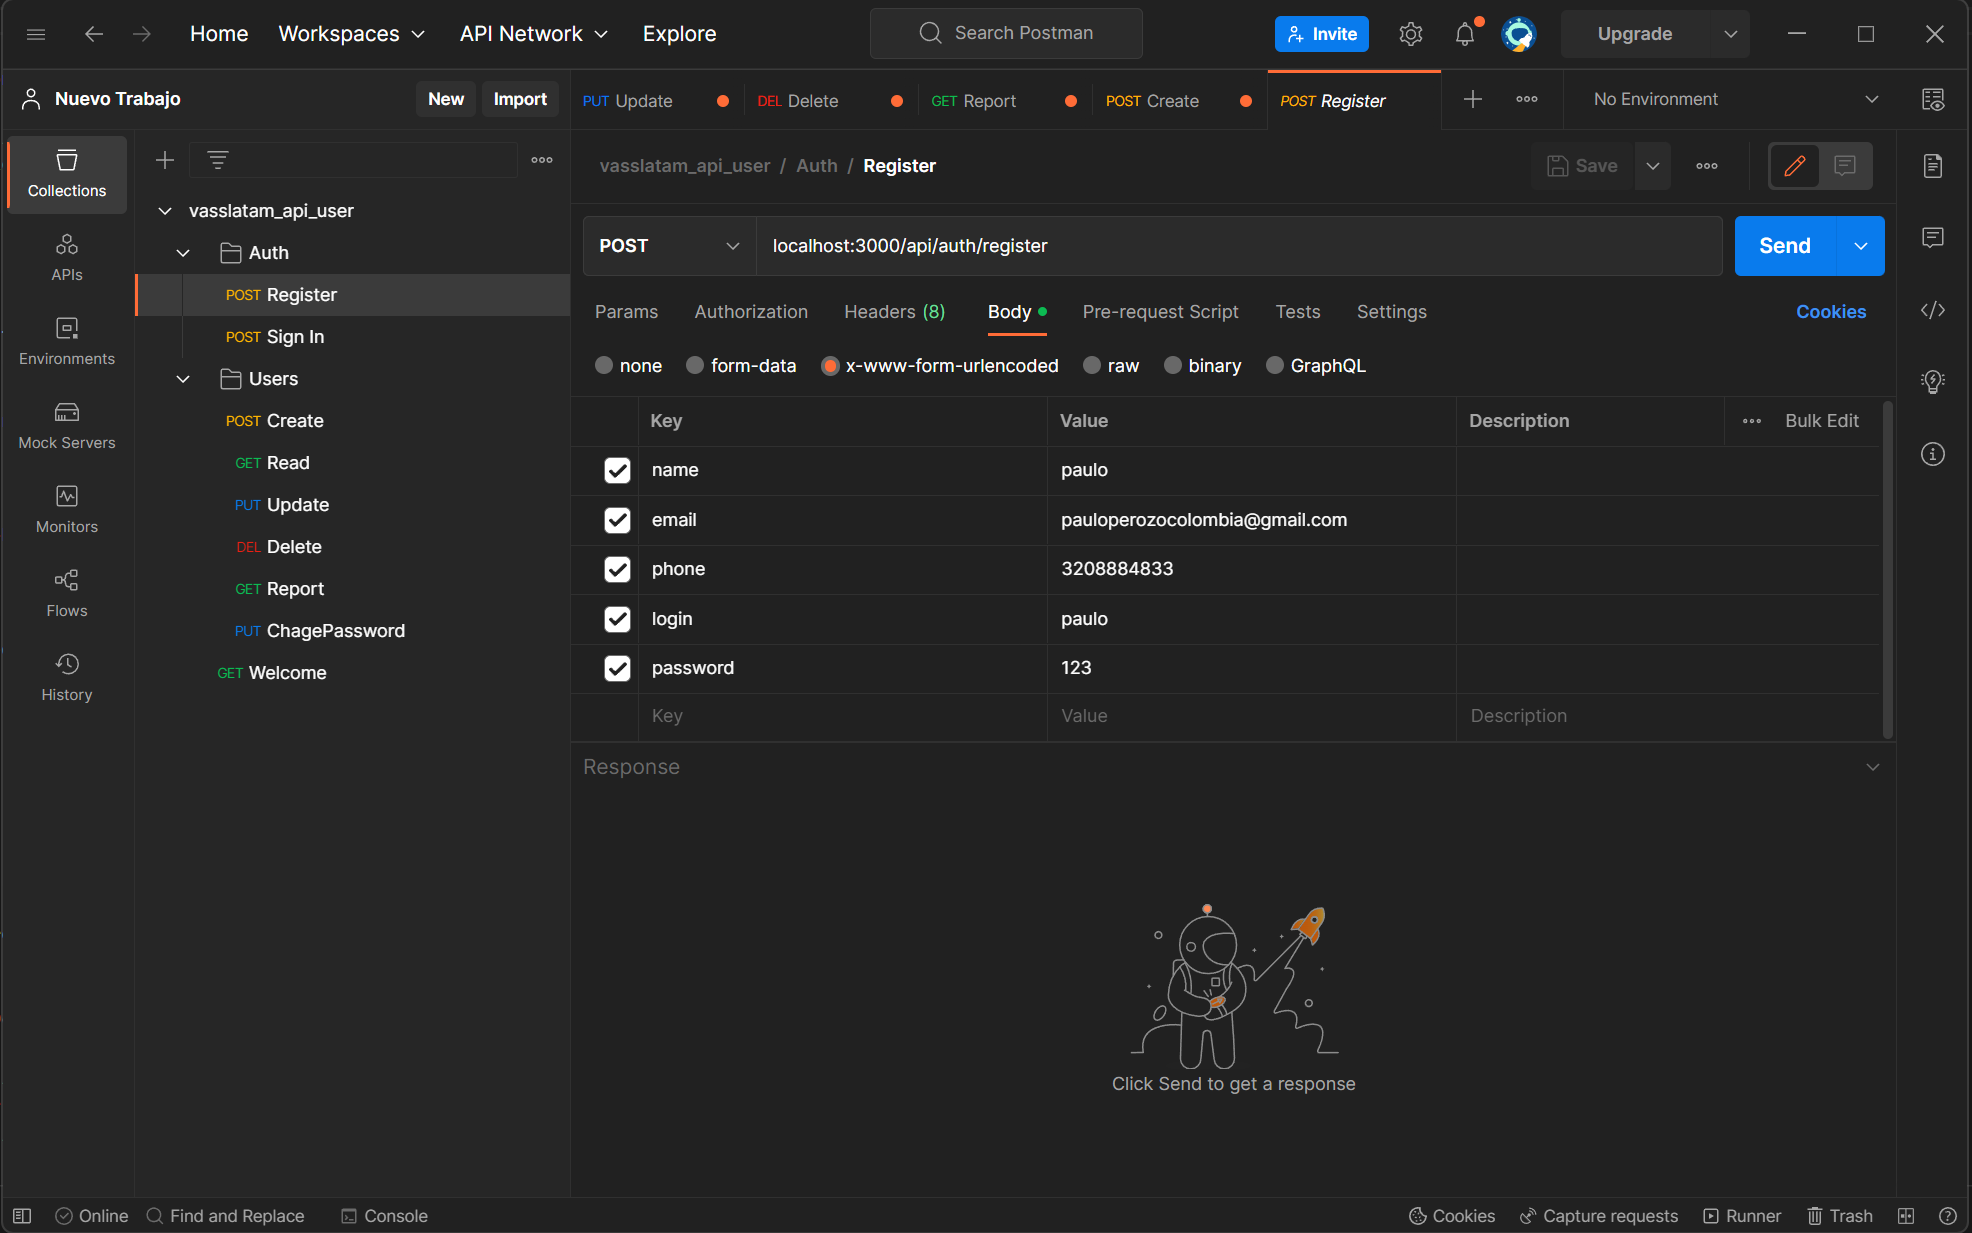 Home Workspaces API Network Explore Search Postman Invite Upgrade
Nuevo Trabajo New Import
PUT Update DEL Delete GET Report POST Create POST Register No Environment
Collections
APIs
Environments
Mock Servers
Monitors
Flows
History
vasslatam_api_user
Auth
POST Register
POST Sign In
Users
POST Create
GET Read
PUT Update
DEL Delete
GET Report
PUT ChagePassword
GET Welcome
vasslatam_api_user / Auth / Register Save
POST localhost:3000/api/auth/register Send
Params Authorization Headers (8) Body Pre-request Script Tests Settings Cookies
none form-data x-www-form-urlencoded raw binary GraphQL
Key Value Description Bulk Edit
name paulo
email pauloperozocolombia@gmail.com
phone 3208884833
login paulo
password 123
Key Value Description
Response
Click Send to get a response
Online Find and Replace Console Cookies Capture requests Runner Trash